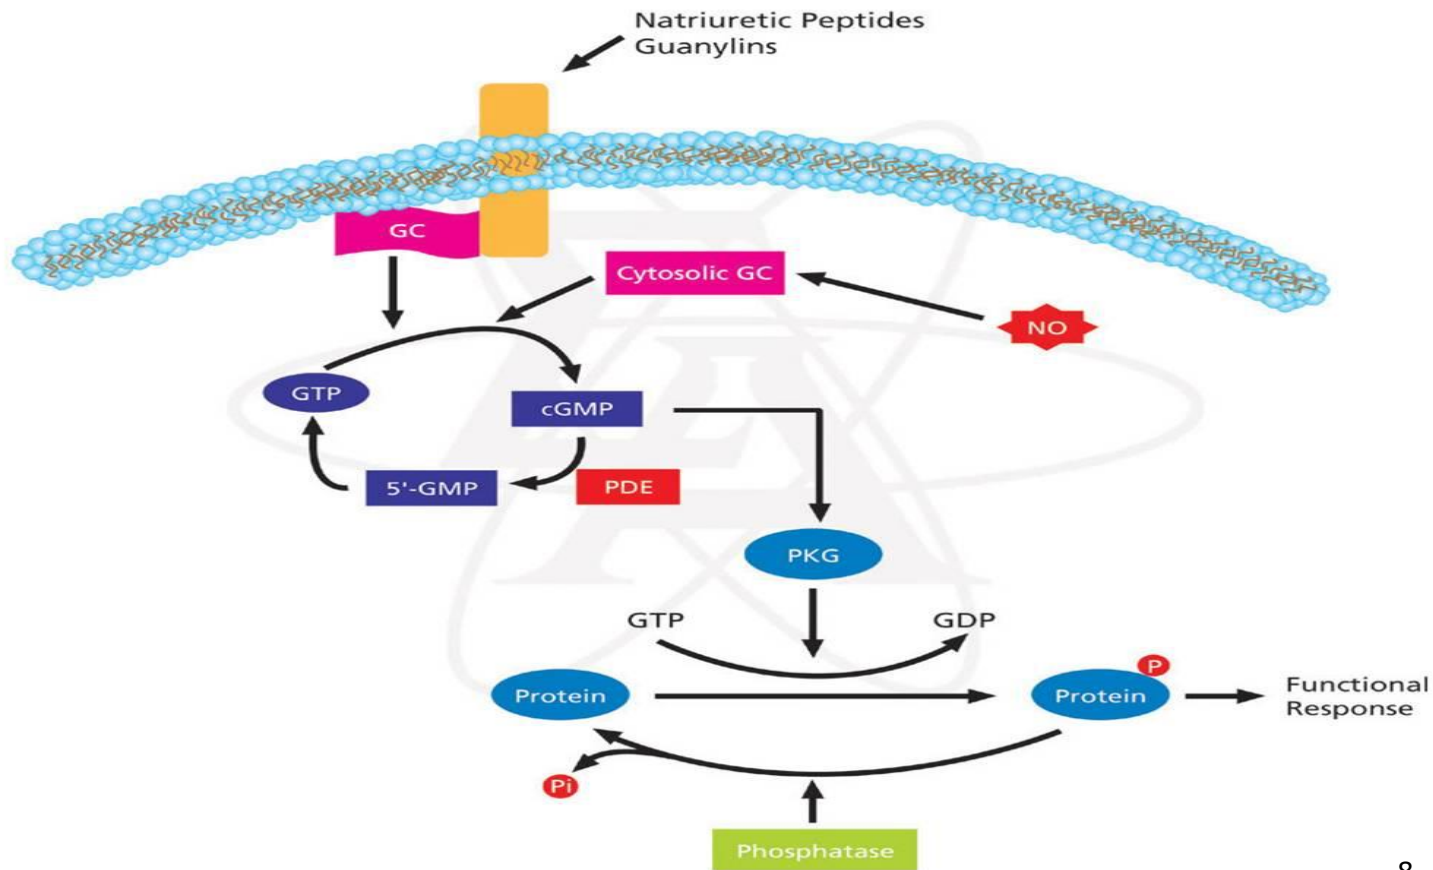 Natriuretic Peptides
Guanylins
GC
Cytosolic GC
NO
GTP
cGMP
5'-GMP
PDE
PKG
GTP
GDP
P
Protein
Protein
Functional
Response
Pi
Phosphatase